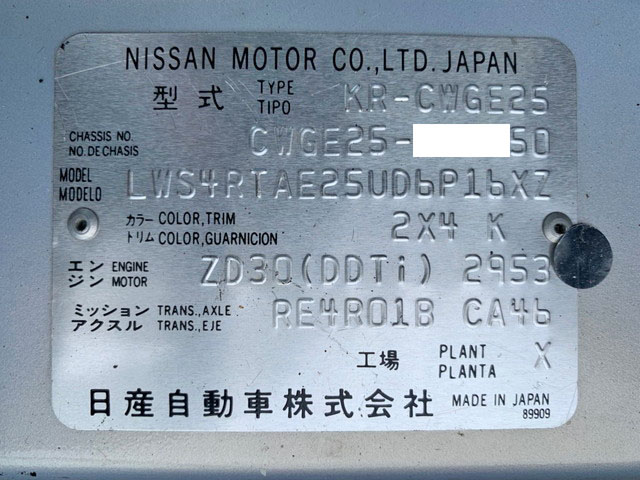 NISSAN MOTOR CO.,LTD. JAPAN
型式 TYPE TIPO KR-CWGE25
CHASSIS NO. NO. DE CHASIS CWGE25- 50
MODEL MODELO LWS4RTAE25UD6P16XZ
カラー COLOR, TRIM トリム COLOR, GUARNICION 2X4 K
エンジン ENGINE MOTOR ZD30(DDTi) 2953
ミッション TRANS., AXLE アクスル TRANS., EJE RE4R01B CA46
工場 PLANT PLANTA X
日産自動車株式会社 MADE IN JAPAN
89909